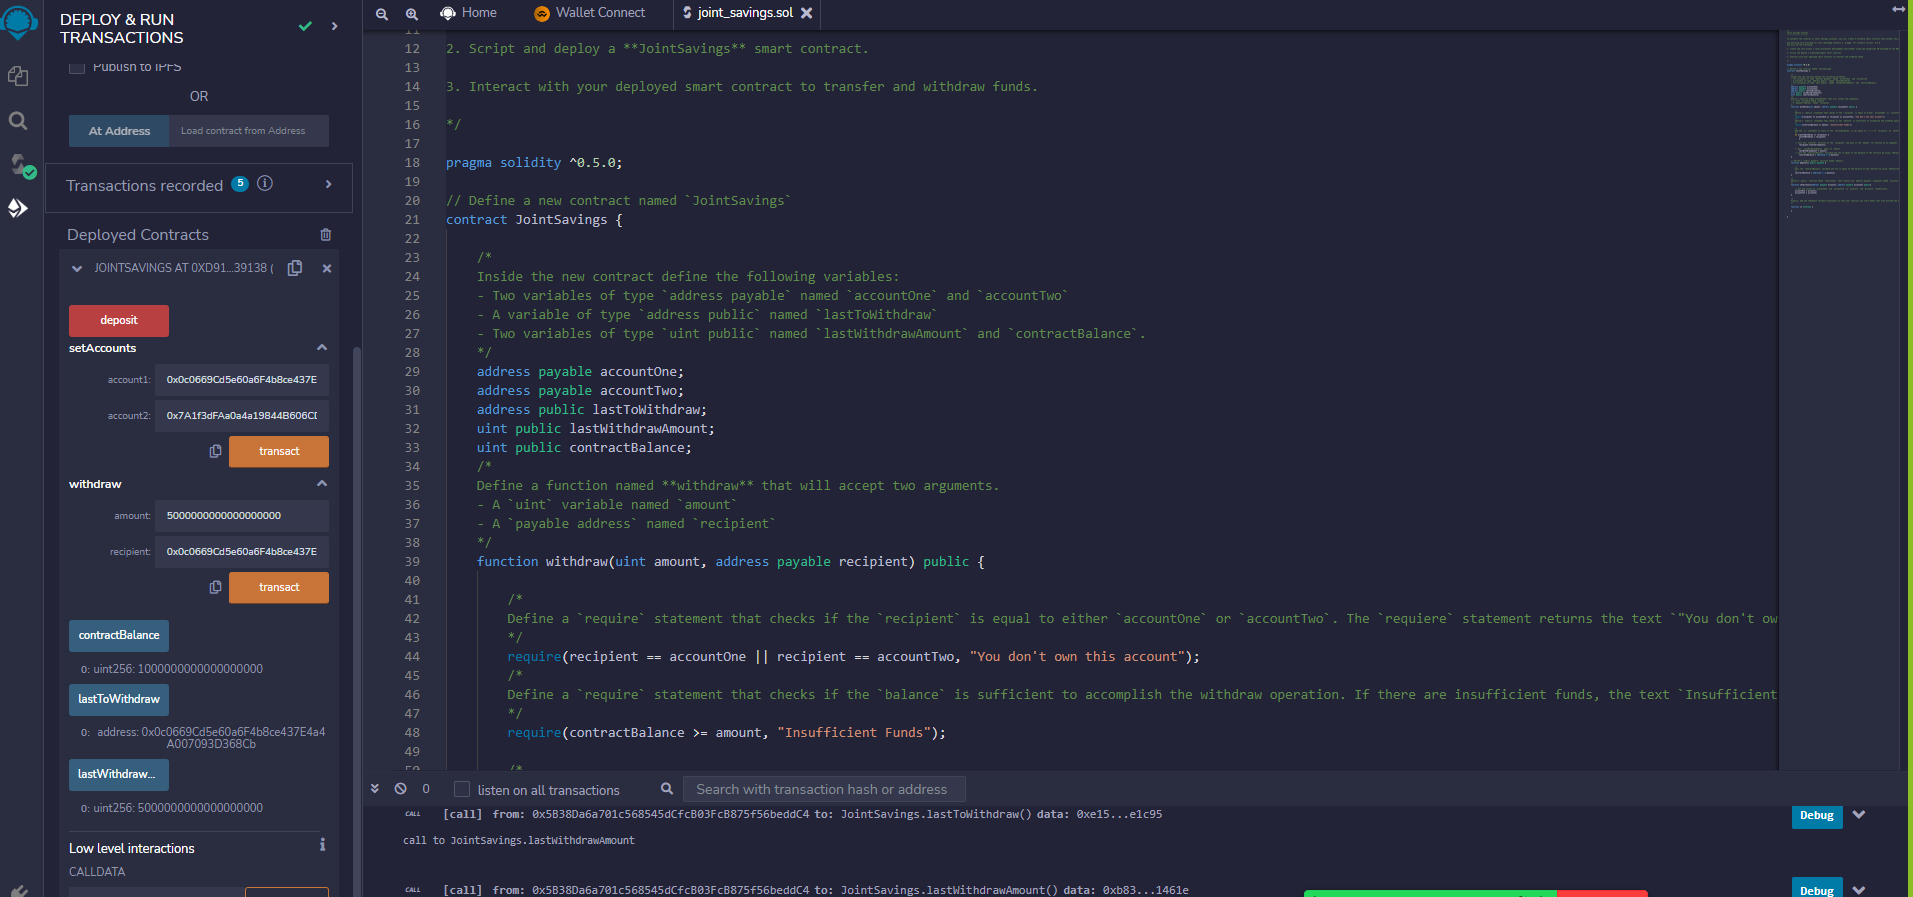 DEPLOY & RUN
TRANSACTIONS
Publish to IPFS
OR
At Address
Load contract from Address
Transactions recorded 5
Deployed Contracts
JOINTSAVINGS AT 0XD91...39138 (
deposit
setAccounts
account1: 0x0c0669Cd5e60a6F4b8ce437E
account2: 0x7A1f3dFAa0a4a19844B606CD
transact
withdraw
amount: 5000000000000000000
recipient: 0x0c0669Cd5e60a6F4b8ce437E
transact
contractBalance
0: uint256: 1000000000000000000
lastToWithdraw
0: address: 0x0c0669Cd5e60a6F4b8ce437E4a4
A007093D368Cb
lastWithdraw...
0: uint256: 5000000000000000000
Low level interactions
CALLDATA
Home
Wallet Connect
joint_savings.sol
11
12 2. Script and deploy a **JointSavings** smart contract.
13
14 3. Interact with your deployed smart contract to transfer and withdraw funds.
15
16 */
17
18 pragma solidity ^0.5.0;
19
20 // Define a new contract named `JointSavings`
21 contract JointSavings {
22
23 /*
24 Inside the new contract define the following variables:
25 - Two variables of type `address payable` named `accountOne` and `accountTwo`
26 - A variable of type `address public` named `lastToWithdraw`
27 - Two variables of type `uint public` named `lastWithdrawAmount` and `contractBalance`.
28 */
29 address payable accountOne;
30 address payable accountTwo;
31 address public lastToWithdraw;
32 uint public lastWithdrawAmount;
33 uint public contractBalance;
34 /*
35 Define a function named **withdraw** that will accept two arguments.
36 - A `uint` variable named `amount`
37 - A `payable address` named `recipient`
38 */
39 function withdraw(uint amount, address payable recipient) public {
40
41 /*
42 Define a `require` statement that checks if the `recipient` is equal to either `accountOne` or `accountTwo`. The `requiere` statement returns the text `"You don't ow
43 */
44 require(recipient == accountOne || recipient == accountTwo, "You don't own this account");
45 /*
46 Define a `require` statement that checks if the `balance` is sufficient to accomplish the withdraw operation. If there are insufficient funds, the text `Insufficient
47 */
48 require(contractBalance >= amount, "Insufficient Funds");
49
50 /*
0
listen on all transactions
Search with transaction hash or address
CALL [call] from: 0x5B38Da6a701c568545dCfcB03FcB875f56beddC4 to: JointSavings.lastToWithdraw() data: 0xe15...e1c95
Debug
call to JointSavings.lastWithdrawAmount
CALL [call] from: 0x5B38Da6a701c568545dCfcB03FcB875f56beddC4 to: JointSavings.lastWithdrawAmount() data: 0xb83...1461e
Debug